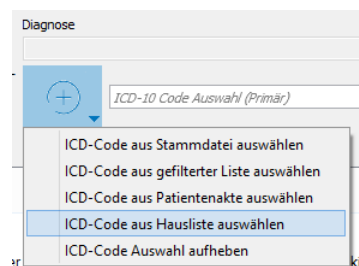 Diagnose
ICD-10 Code Auswahl (Primär)
ICD-Code aus Stammdatei auswählen
ICD-Code aus gefilterter Liste auswählen
ICD-Code aus Patientenakte auswählen
ICD-Code aus Hausliste auswählen
ICD-Code Auswahl aufheben